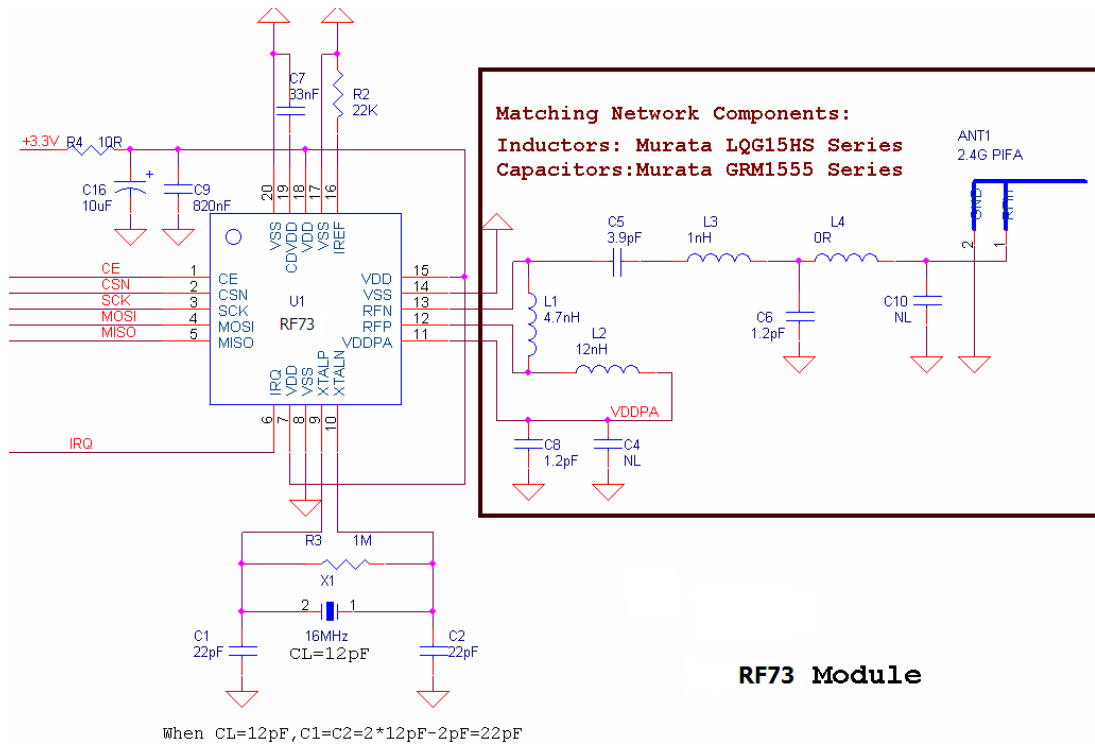 C7
33nF
R2
22K
+3.3V
R4
10R
C16
10uF
+
C9
820nF
20
19
18
17
16
VSS
CDVDD
VDD
VSS
IREF
CE
CSN
SCK
MOSI
MISO
1
2
3
4
5
CE
CSN
SCK
MOSI
MISO
U1
RF73
VDD
VSS
RFN
RFP
VDDPA
15
14
13
12
11
IRQ
VDD
VSS
XTALP
XTALN
6
7
8
9
10
IRQ
Matching Network Components:
Inductors: Murata LQG15HS Series
Capacitors:Murata GRM1555 Series
ANT1
2.4G PIFA
GND
RFIN
2
1
C5
3.9pF
L3
1nH
L4
0R
L1
4.7nH
L2
12nH
C6
1.2pF
C10
NL
VDDPA
C8
1.2pF
C4
NL
R3
1M
X1
2
1
16MHz
CL=12pF
C1
22pF
C2
22pF
RF73 Module
When CL=12pF,C1=C2=2*12pF-2pF=22pF